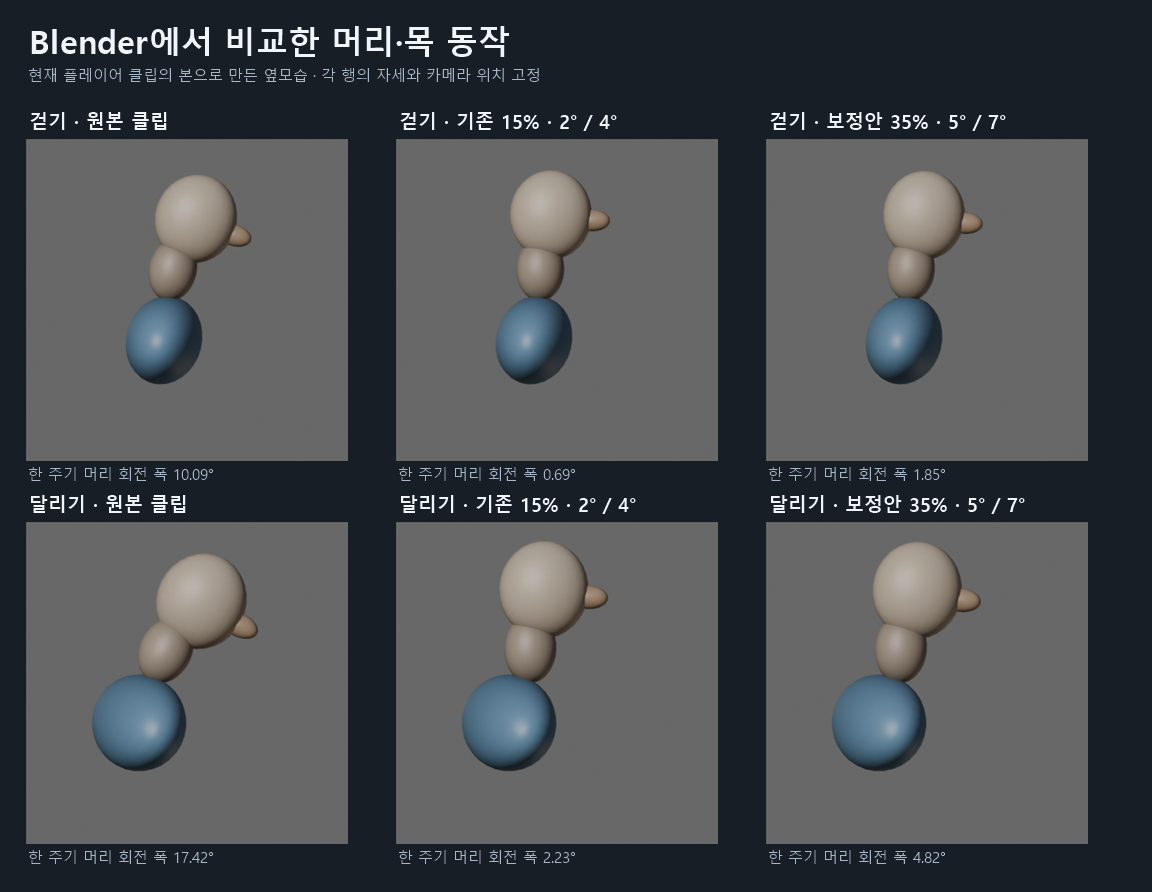 Blender에서 비교한 머리·목 동작
현재 플레이어 클립의 본으로 만든 옆모습 · 각 행의 자세와 카메라 위치 고정
걷기 · 원본 클립
걷기 · 기존 15% · 2° / 4°
걷기 · 보정안 35% · 5° / 7°
한 주기 머리 회전 폭 10.09°
한 주기 머리 회전 폭 0.69°
한 주기 머리 회전 폭 1.85°
달리기 · 원본 클립
달리기 · 기존 15% · 2° / 4°
달리기 · 보정안 35% · 5° / 7°
한 주기 머리 회전 폭 17.42°
한 주기 머리 회전 폭 2.23°
한 주기 머리 회전 폭 4.82°